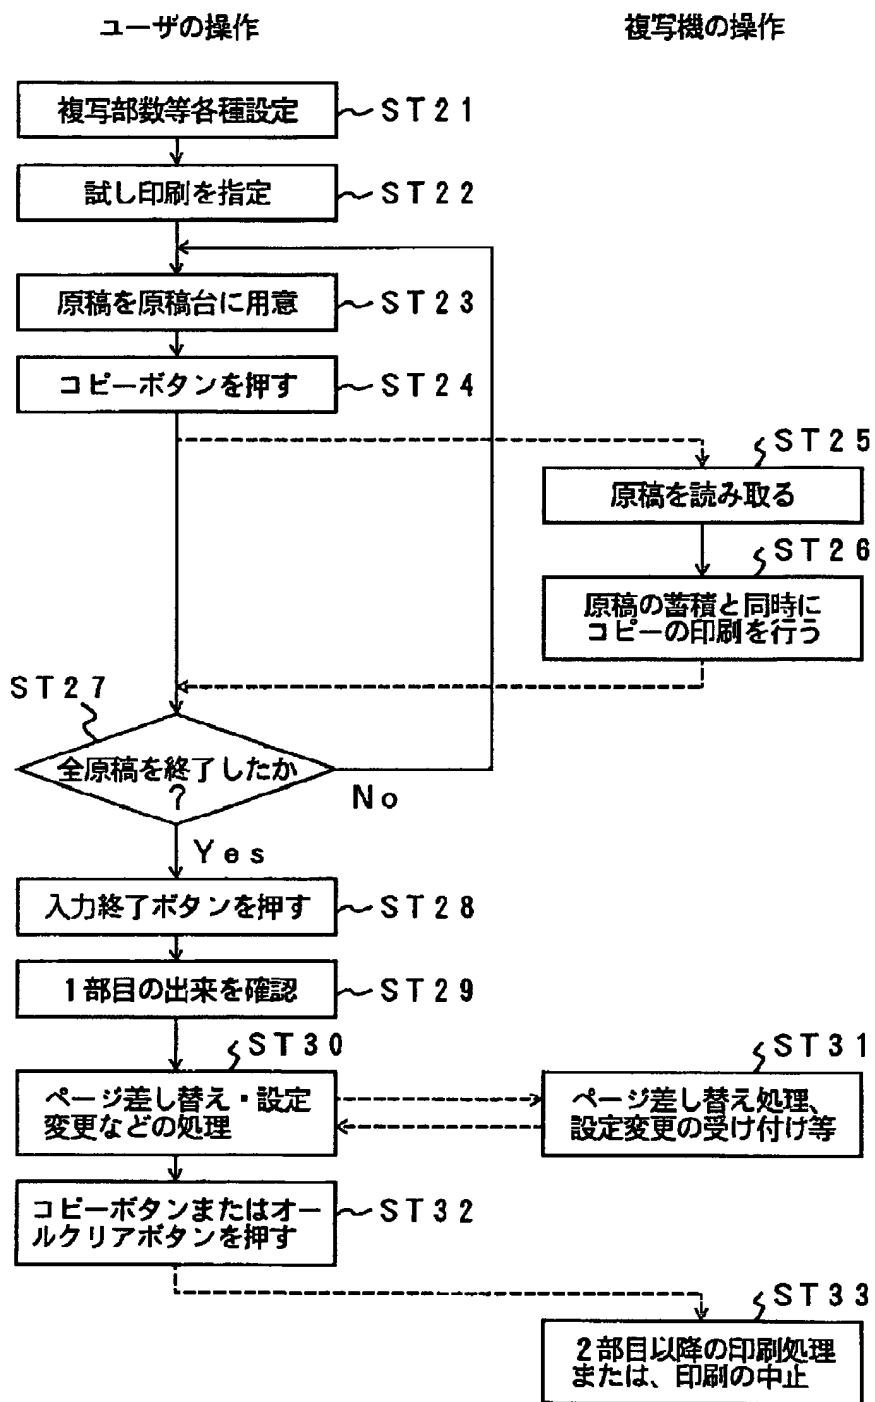 ユーザの操作
複写機の操作
複写部数等各種設定
ST21
試し印刷を指定
ST22
原稿を原稿台に用意
ST23
コピーボタンを押す
ST24
ST25
原稿を読み取る
ST26
原稿の蓄積と同時に
コピーの印刷を行う
ST27
全原稿を終了したか
?
No
Yes
入力終了ボタンを押す
ST28
1部目の出来を確認
ST29
ST30
ページ差し替え・設定
変更などの処理
ST31
ページ差し替え処理、
設定変更の受け付け等
コピーボタンまたはオー
ルクリアボタンを押す
ST32
ST33
2部目以降の印刷処理
または、印刷の中止